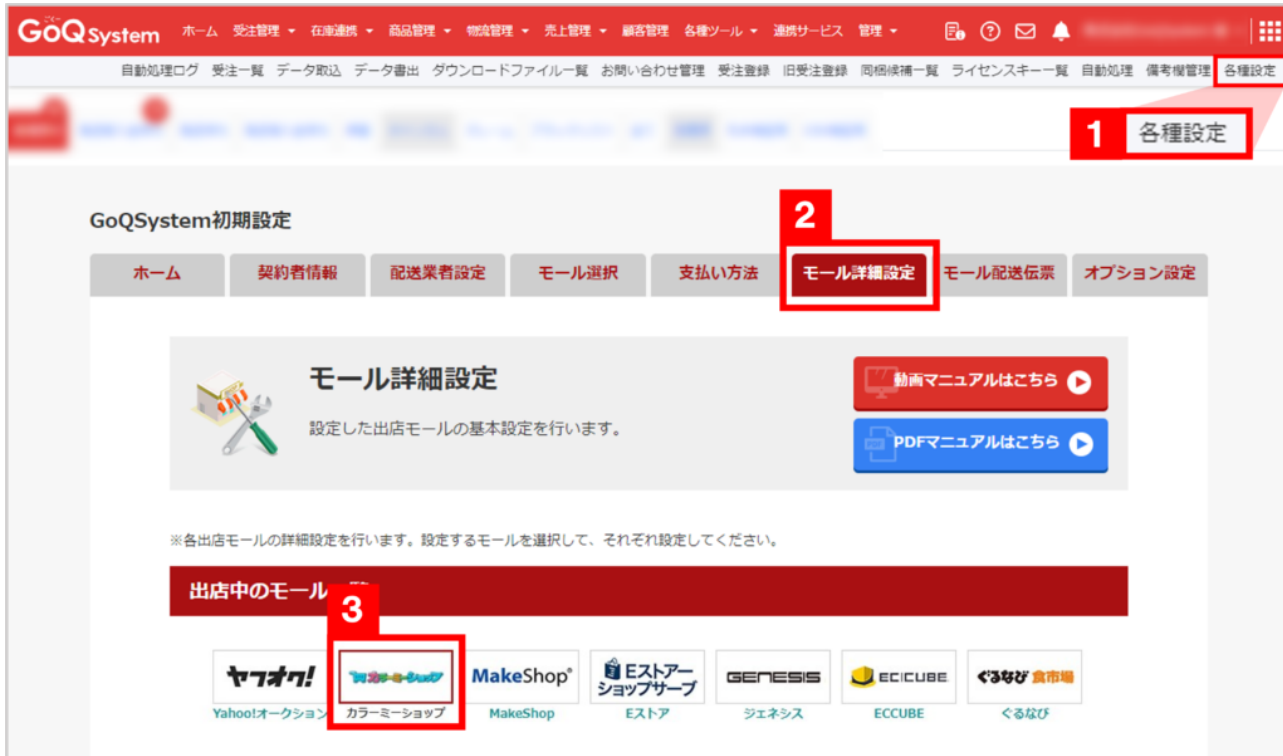 ごくー
GoQSystem ホーム 受注管理 在庫連携 商品管理 物流管理 売上管理 顧客管理 各種ツール 連携サービス 管理
自動処理ログ 受注一覧 データ取込 データ書出 ダウンロードファイル一覧 お問い合わせ管理 受注登録 旧受注登録 同梱候補一覧 ライセンスキー一覧 自動処理 備考欄管理 各種設定
1 各種設定
GoQSystem初期設定
2
ホーム 契約者情報 配送業者設定 モール選択 支払い方法 モール詳細設定 モール配送伝票 オプション設定
モール詳細設定
設定した出店モールの基本設定を行います。
動画マニュアルはこちら
PDF PDFマニュアルはこちら
※各出店モールの詳細設定を行います。設定するモールを選択して、それぞれ設定してください。
出店中のモール
3
ヤフオク! カラーミーショップ MakeShop® Eストアーショップサーブ GENESIS ECCUBE ぐるなび 食市場
Yahoo!オークション カラーミーショップ MakeShop Eストア ジェネシス ECCUBE ぐるなび